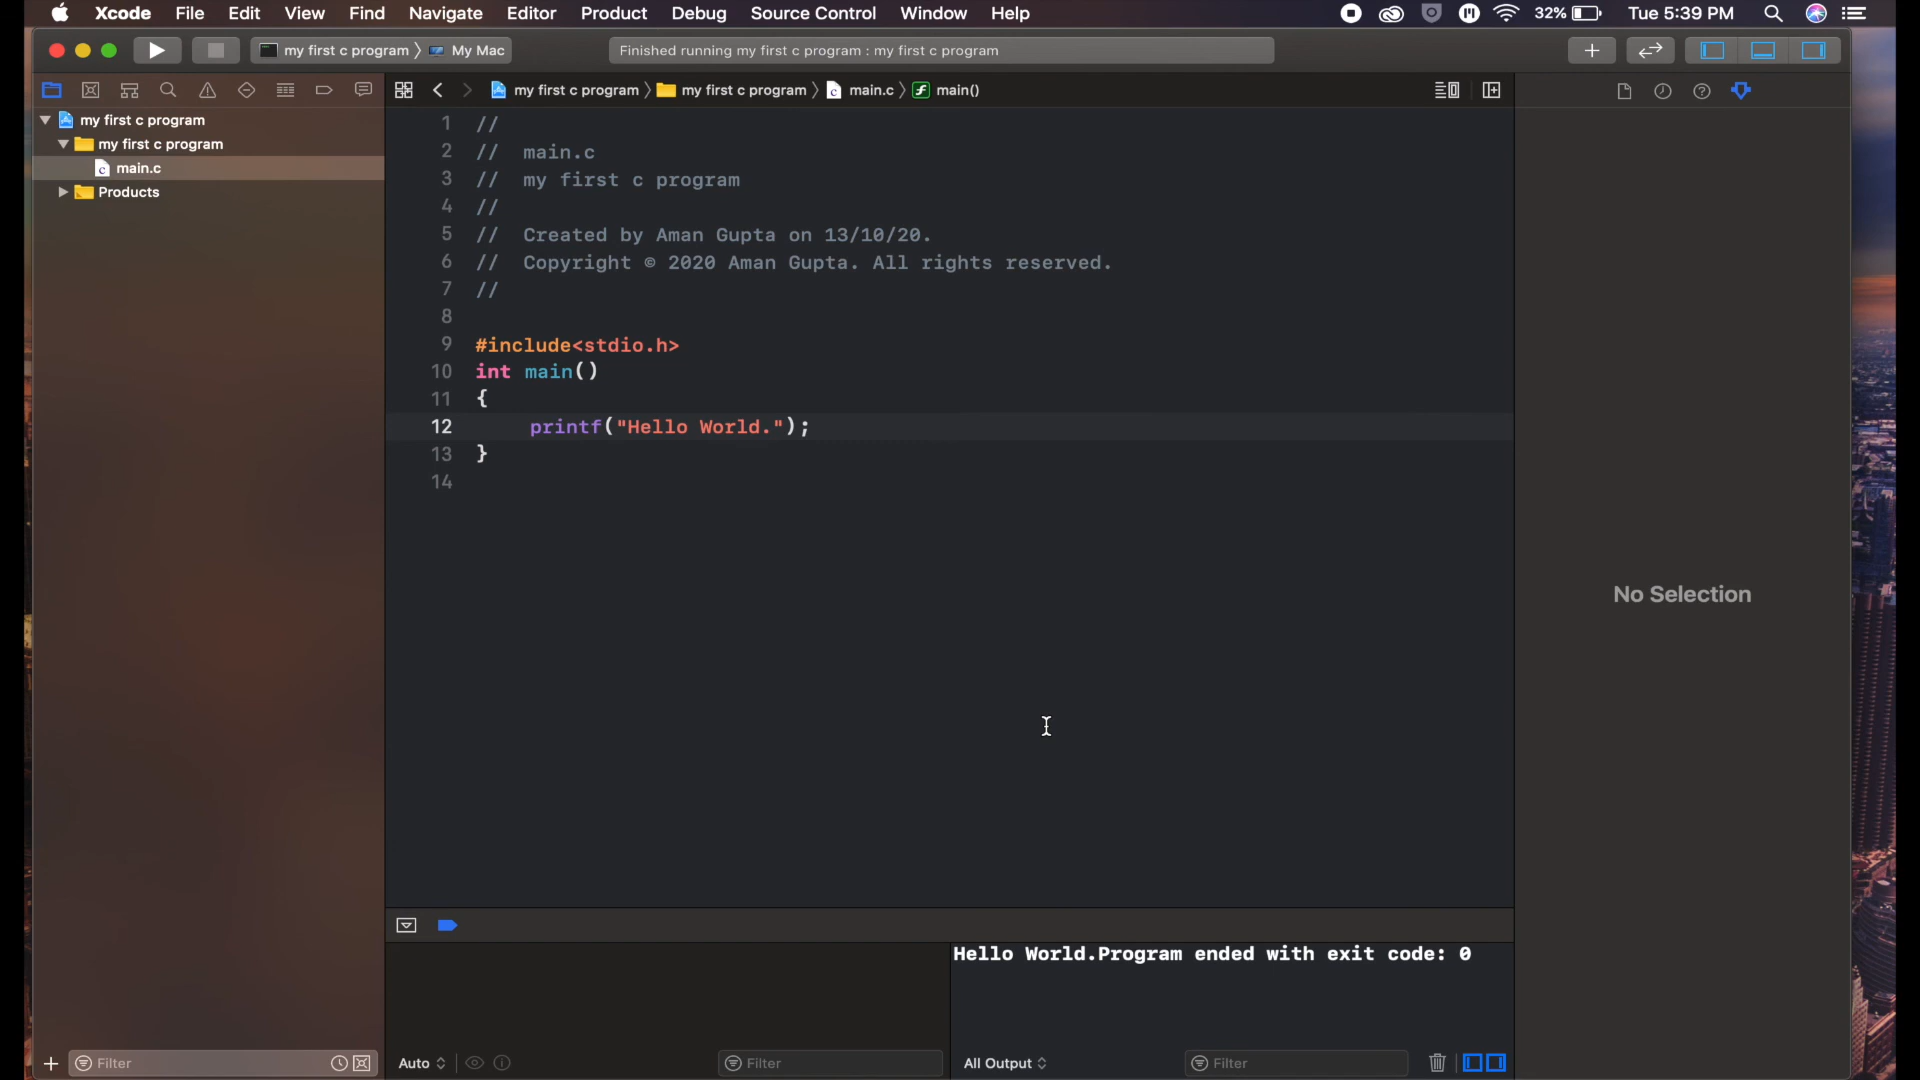 Xcode File Edit View Find Navigate Editor Product Debug Source Control Window Help 32% Tue 5:39 PM
my first c program 〉 My Mac Finished running my first c program : my first c program
my first c program 〉 my first c program 〉 main.c 〉 main()
my first c program
my first c program
main.c
Products
1 //
2 // main.c
3 // my first c program
4 //
5 // Created by Aman Gupta on 13/10/20.
6 // Copyright © 2020 Aman Gupta. All rights reserved.
7 //
8
9 #include<stdio.h>
10 int main()
11 {
12 printf("Hello World.");
13 }
14
No Selection
Hello World.Program ended with exit code: 0
Filter Auto Filter All Output Filter